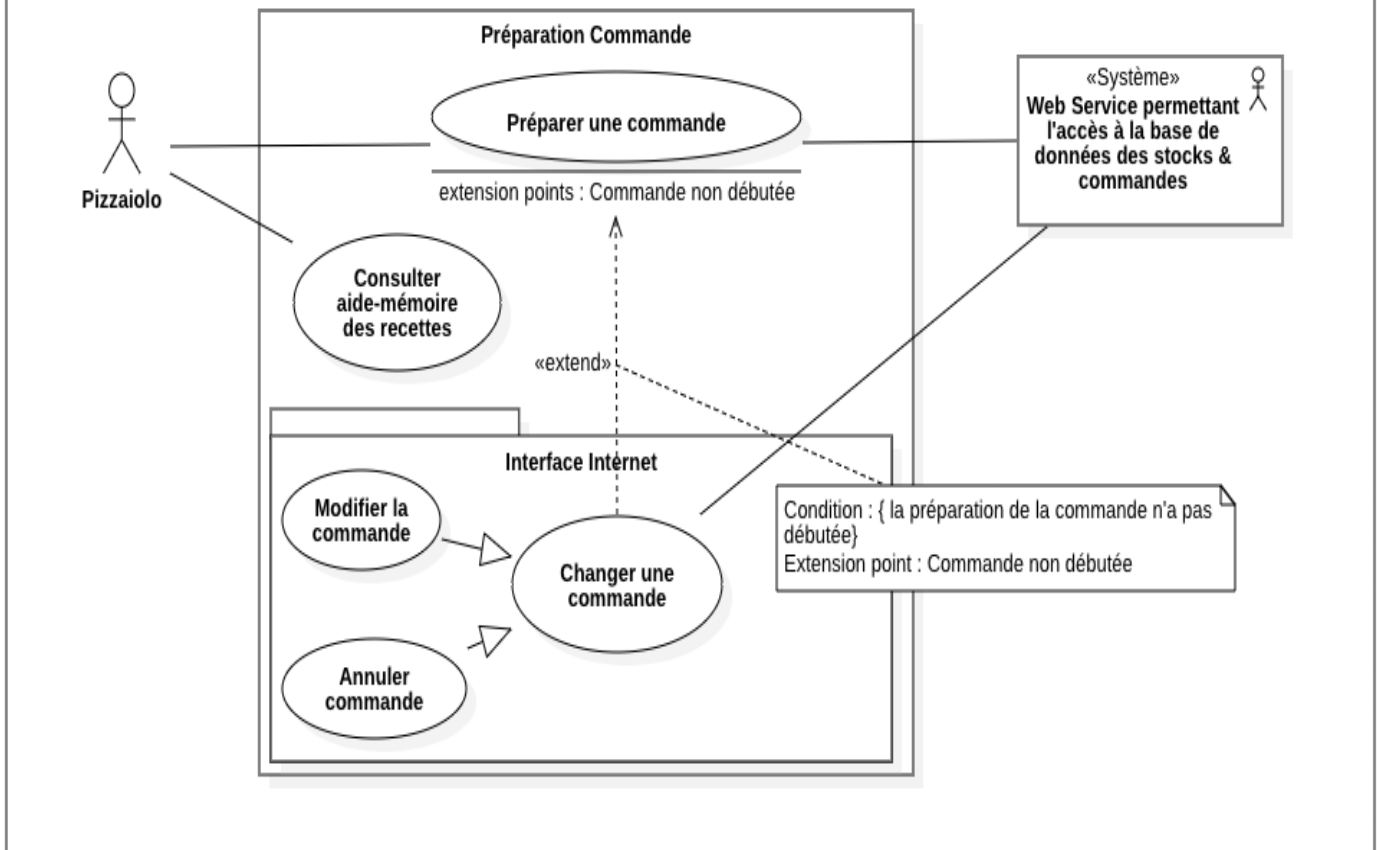 Préparation Commande
«Système»
Web Service permettant
l'accès à la base de
données des stocks &
commandes
Préparer une commande
extension points : Commande non débutée
Pizzaiolo
Consulter
aide-mémoire
des recettes
«extend»
Interface Internet
Modifier la
commande
Condition : { la préparation de la commande n'a pas
débutée}
Extension point : Commande non débutée
Changer une
commande
Annuler
commande